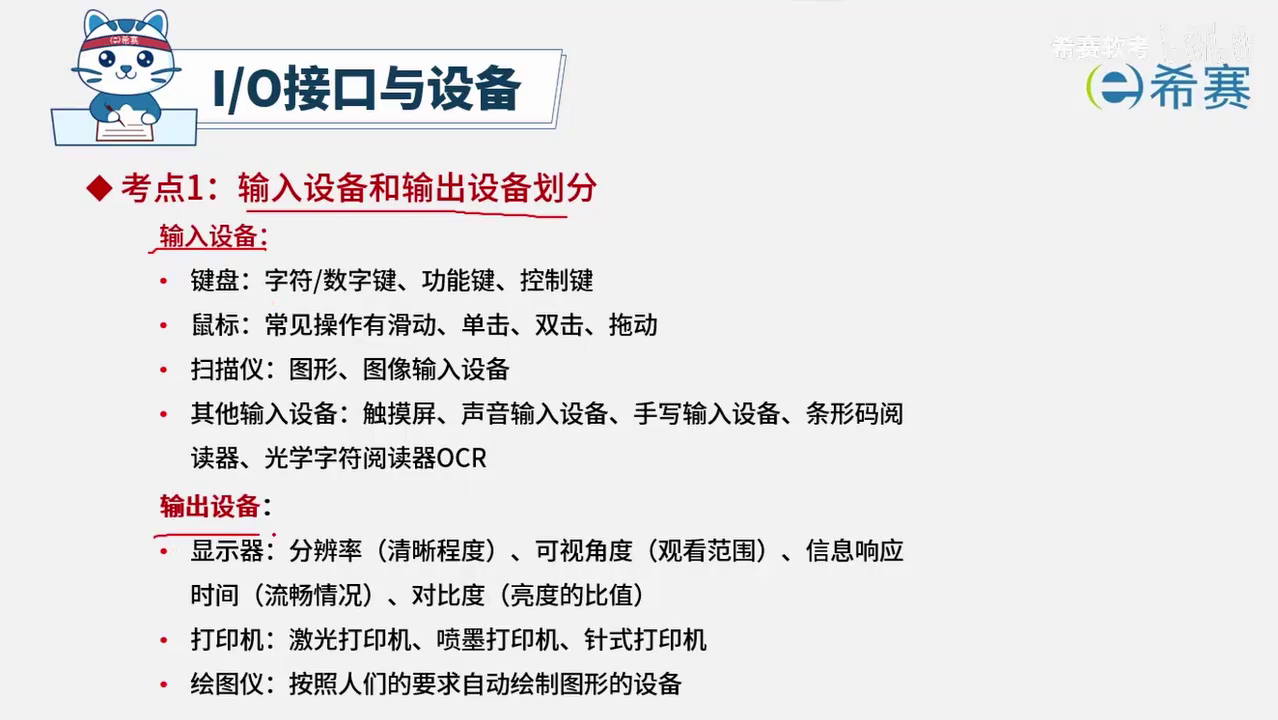 希赛
I/O接口与设备
希赛软考
希赛
考点1：输入设备和输出设备划分
输入设备：
键盘：字符/数字键、功能键、控制键
鼠标：常见操作有滑动、单击、双击、拖动
扫描仪：图形、图像输入设备
其他输入设备：触摸屏、声音输入设备、手写输入设备、条形码阅
读器、光学字符阅读器OCR
输出设备：
显示器：分辨率（清晰程度）、可视角度（观看范围）、信息响应
时间（流畅情况）、对比度（亮度的比值）
打印机：激光打印机、喷墨打印机、针式打印机
绘图仪：按照人们的要求自动绘制图形的设备